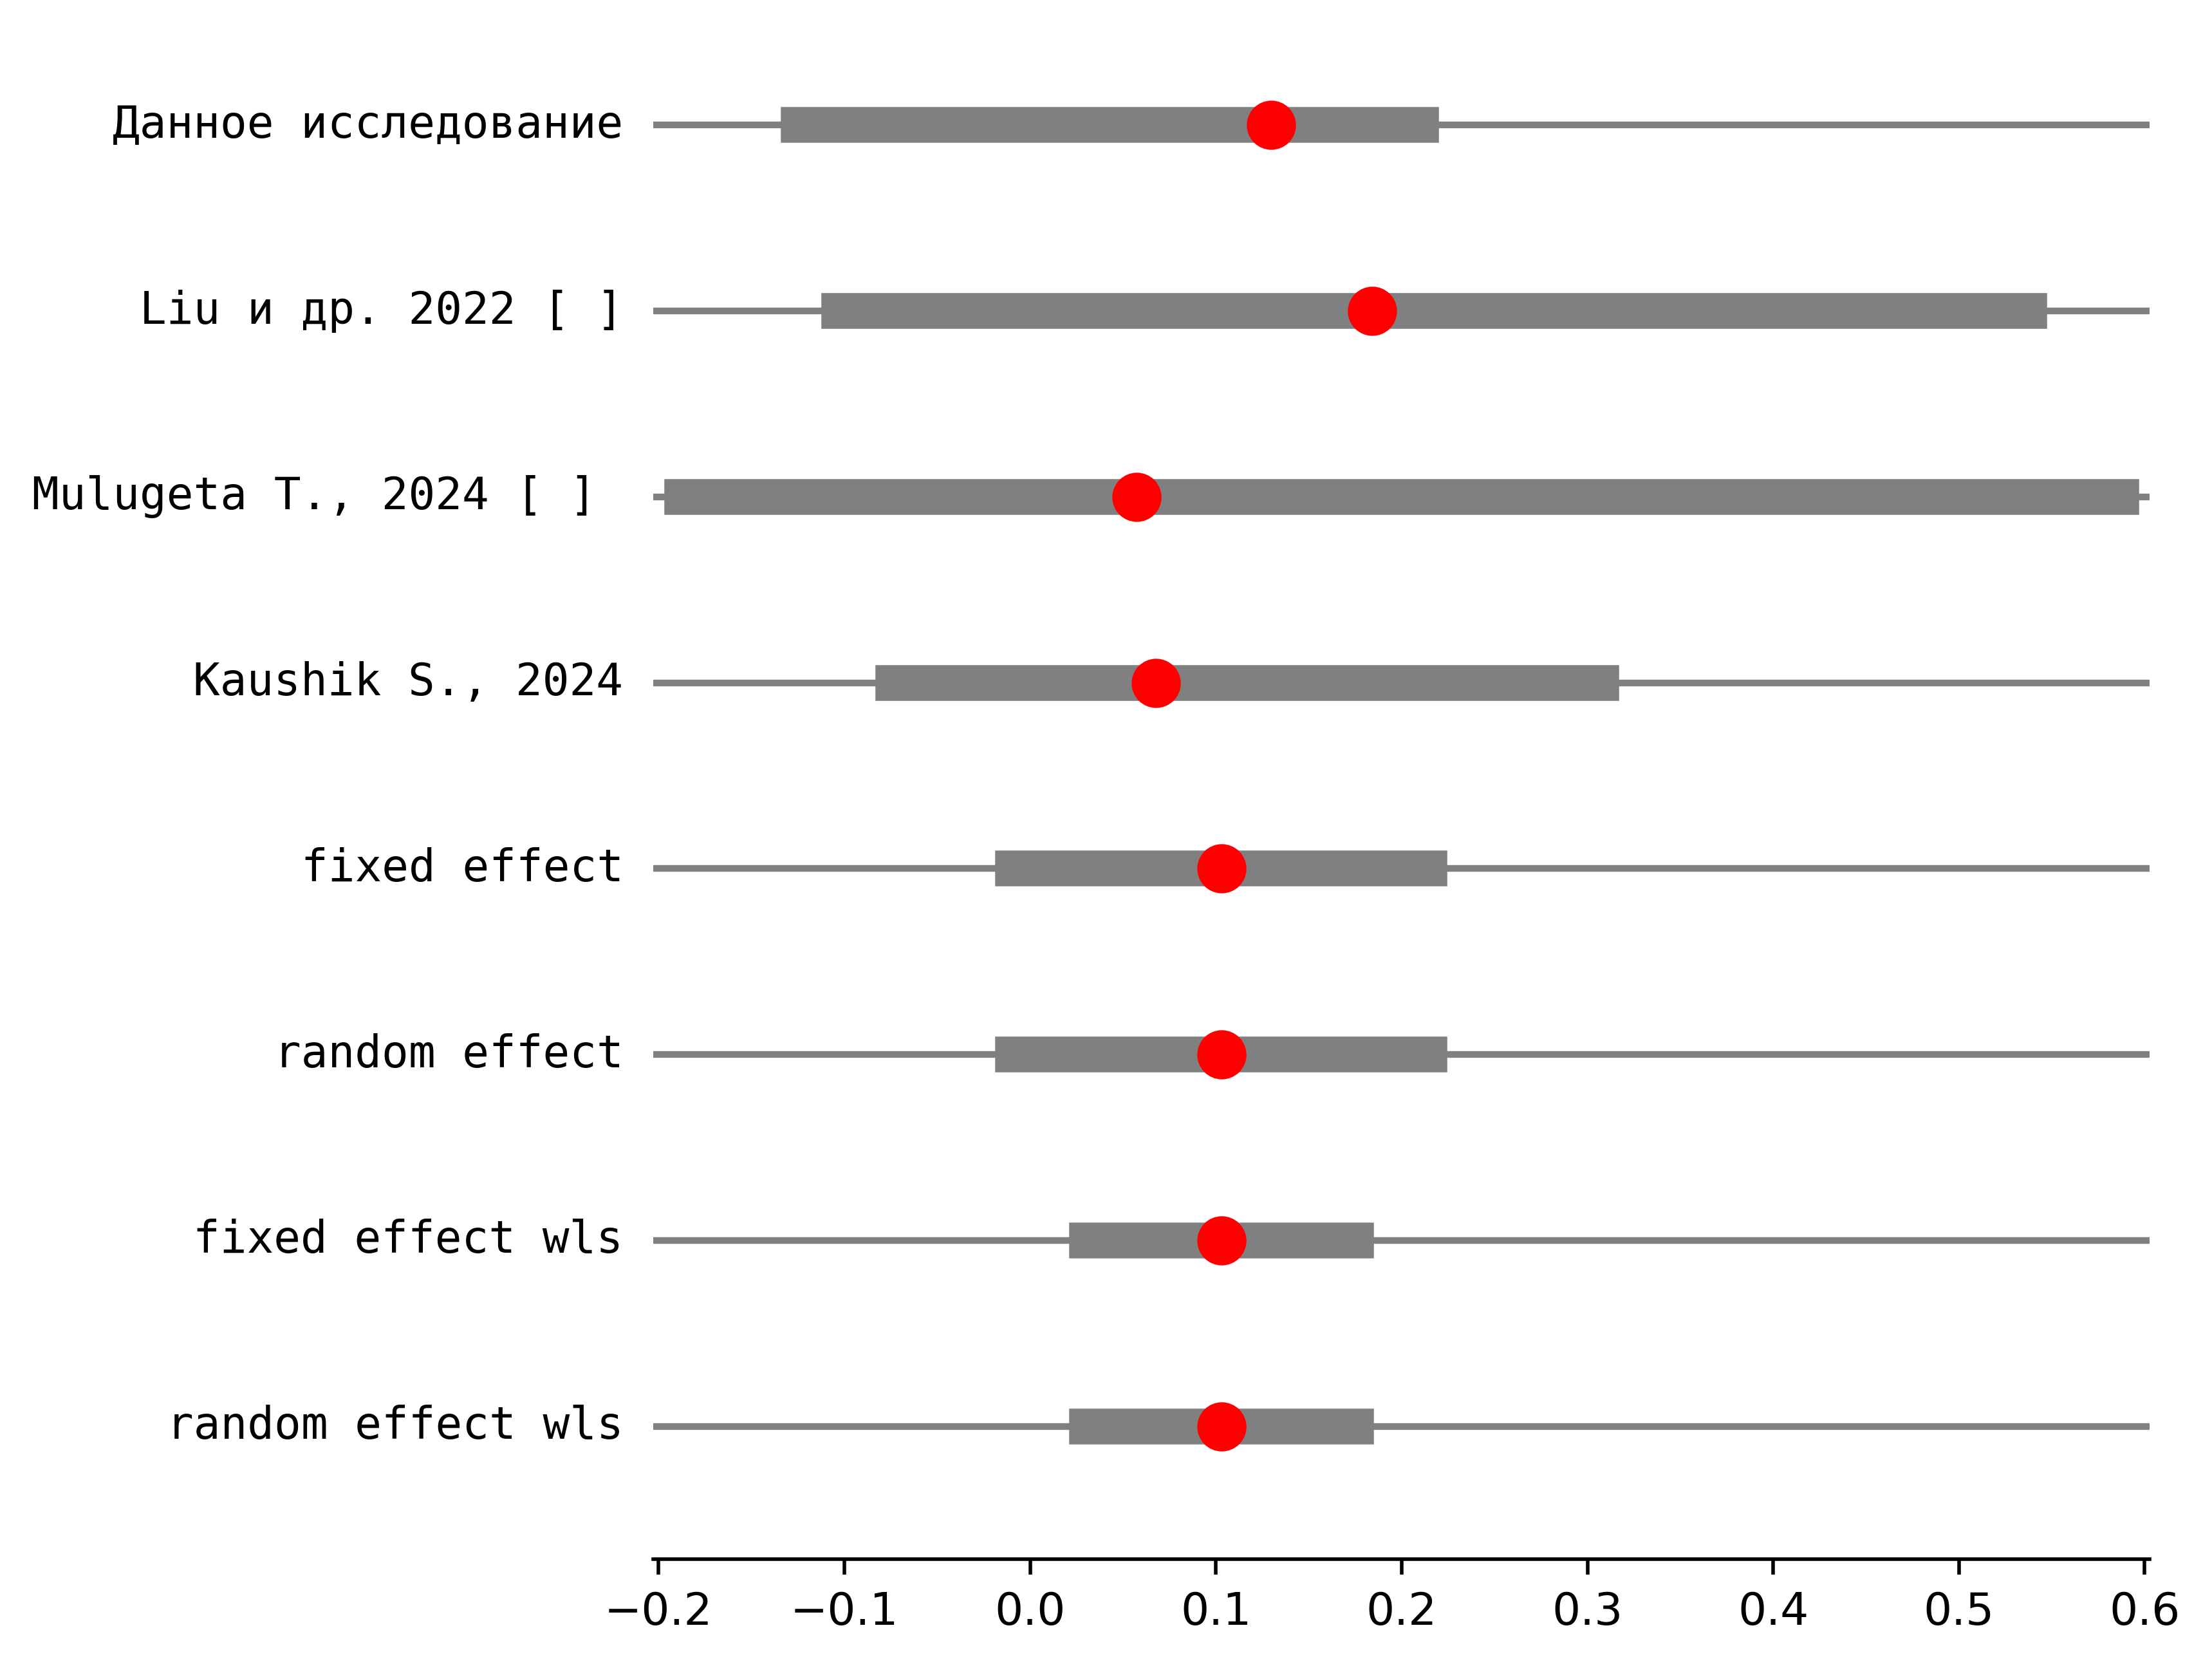 Данное исследование
Liu и др. 2022 [ ]
Mulugeta T., 2024 [ ]
Kaushik S., 2024
fixed effect
random effect
fixed effect wls
random effect wls
−0.2 −0.1 0.0 0.1 0.2 0.3 0.4 0.5 0.6